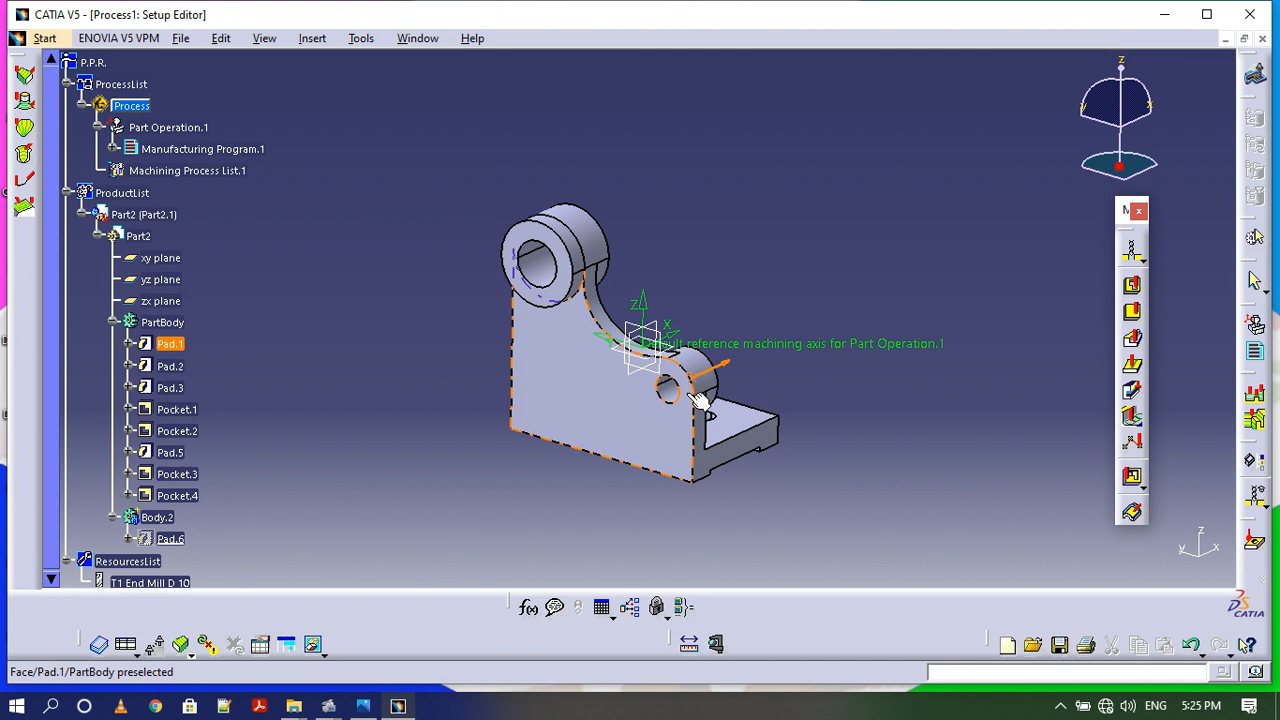 CATIA V5 - [Process1: Setup Editor]
Start ENOVIA V5 VPM File Edit View Insert Tools Window Help
P.P.R.
ProcessList
Process
Part Operation.1
Manufacturing Program.1
Machining Process List.1
ProductList
Part2 (Part2.1)
Part2
xy plane
yz plane
zx plane
PartBody
Pad.1
Pad.2
Pad.3
Pocket.1
Pocket.2
Pad.5
Pocket.3
Pocket.4
Body.2
Pad.6
ResourcesList
T1 End Mill D 10
z
y
x
M
Z
X
Default reference machining axis for Part Operation.1
z
y
x
f(x)
DS CATIA
Face/Pad.1/PartBody preselected
ENG 5:25 PM